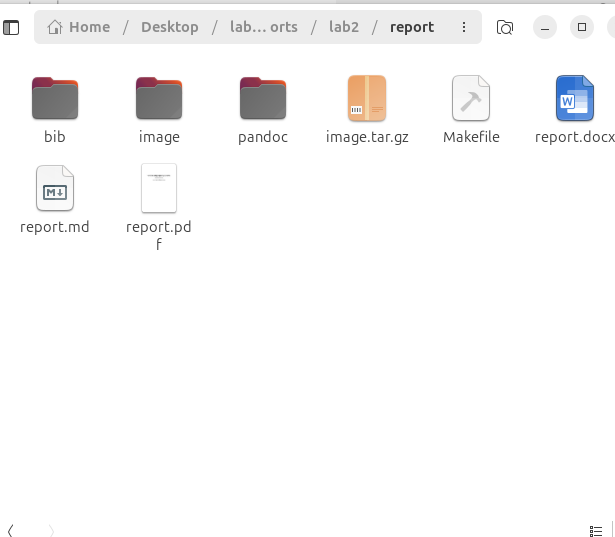 Home / Desktop / lab... orts / lab2 / report
bib
image
pandoc
image.tar.gz
Makefile
report.docx
report.md
report.pd
f